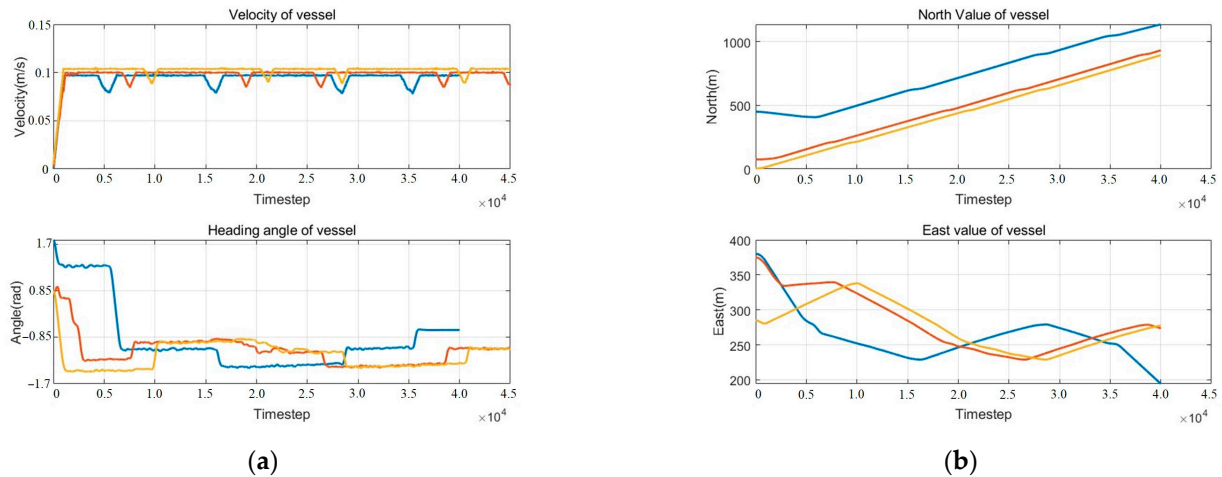 Velocity of vessel
0.15
0.1
0.05
0
Velocity(m/s)
0 0.5 1.0 1.5 2.0 2.5 3.0 3.5 4.0 4.5
Timestep
×10⁴
Heading angle of vessel
1.7
0.85
−0.85
−1.7
Angle(rad)
0 0.5 1.0 1.5 2.0 2.5 3.0 3.5 4.0 4.5
Timestep
×10⁴
(a)
North Value of vessel
1000
500
0
North(m)
0 0.5 1.0 1.5 2.0 2.5 3.0 3.5 4.0 4.5
Timestep
×10⁴
East value of vessel
400
350
300
250
200
East(m)
0 0.5 1.0 1.5 2.0 2.5 3.0 3.5 4.0 4.5
Timestep
×10⁴
(b)